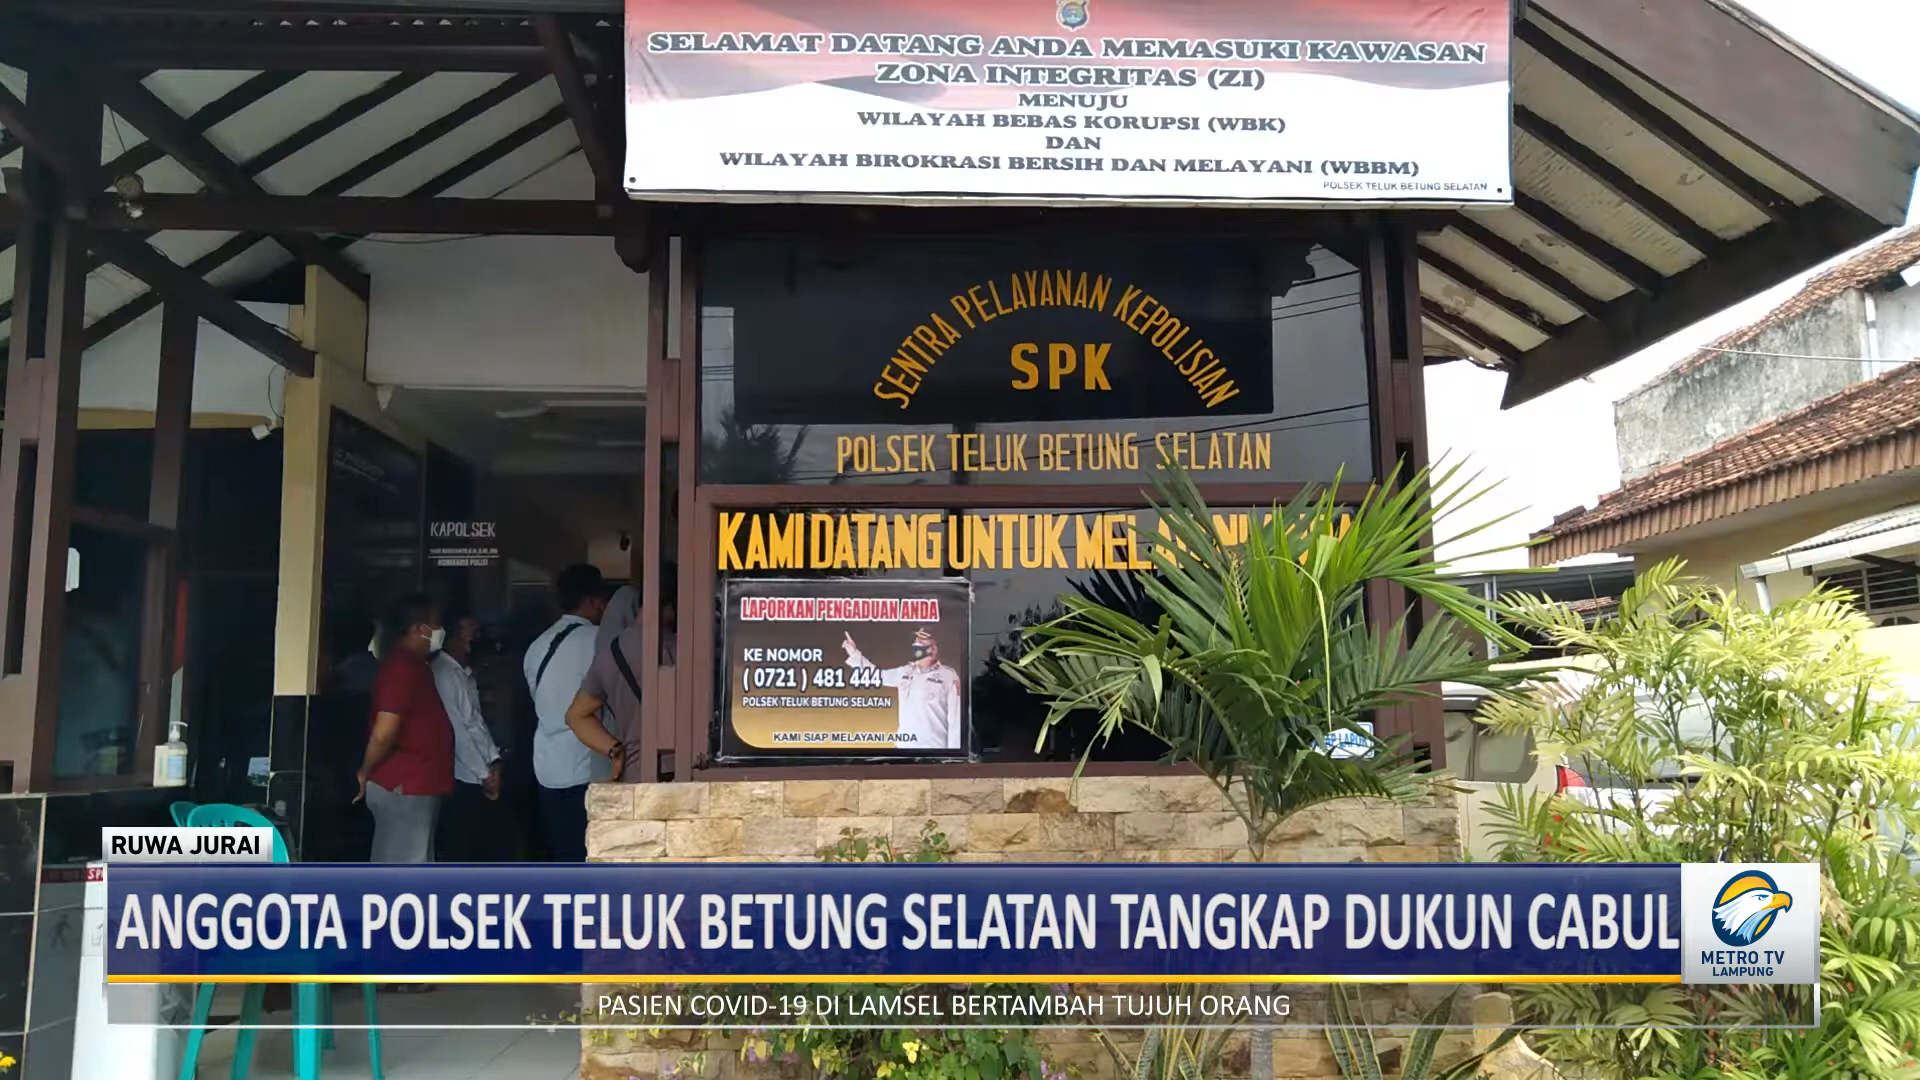 SELAMAT DATANG ANDA MEMASUKI KAWASAN
ZONA INTEGRITAS (ZI)
MENUJU
WILAYAH BEBAS KORUPSI (WBK)
DAN
WILAYAH BIROKRASI BERSIH DAN MELAYANI (WBBM)
POLSEK TELUK BETUNG SELATAN
SENTRA PELAYANAN KEPOLISIAN
SPK
POLSEK TELUK BETUNG SELATAN
KAMI DATANG UNTUK
KAPOLSEK
LAPORKAN PENGADUAN ANDA
KE NOMOR
( 0721 ) 481 444
POLSEK TELUK BETUNG SELATAN
KAMI SIAP MELAYANI ANDA
RUWA JURAI
ANGGOTA POLSEK TELUK BETUNG SELATAN TANGKAP DUKUN CABUL
METRO TV
LAMPUNG
PASIEN COVID-19 DI LAMSEL BERTAMBAH TUJUH ORANG